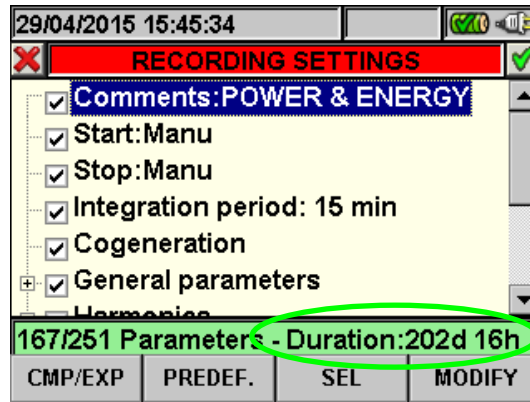 29/04/2015 15:45:34
RECORDING SETTINGS
Comments:POWER & ENERGY
Start:Manu
Stop:Manu
Integration period: 15 min
Cogeneration
General parameters
Harmonics
167/251 Parameters - Duration:202d 16h
CMP/EXP PREDEF. SEL MODIFY